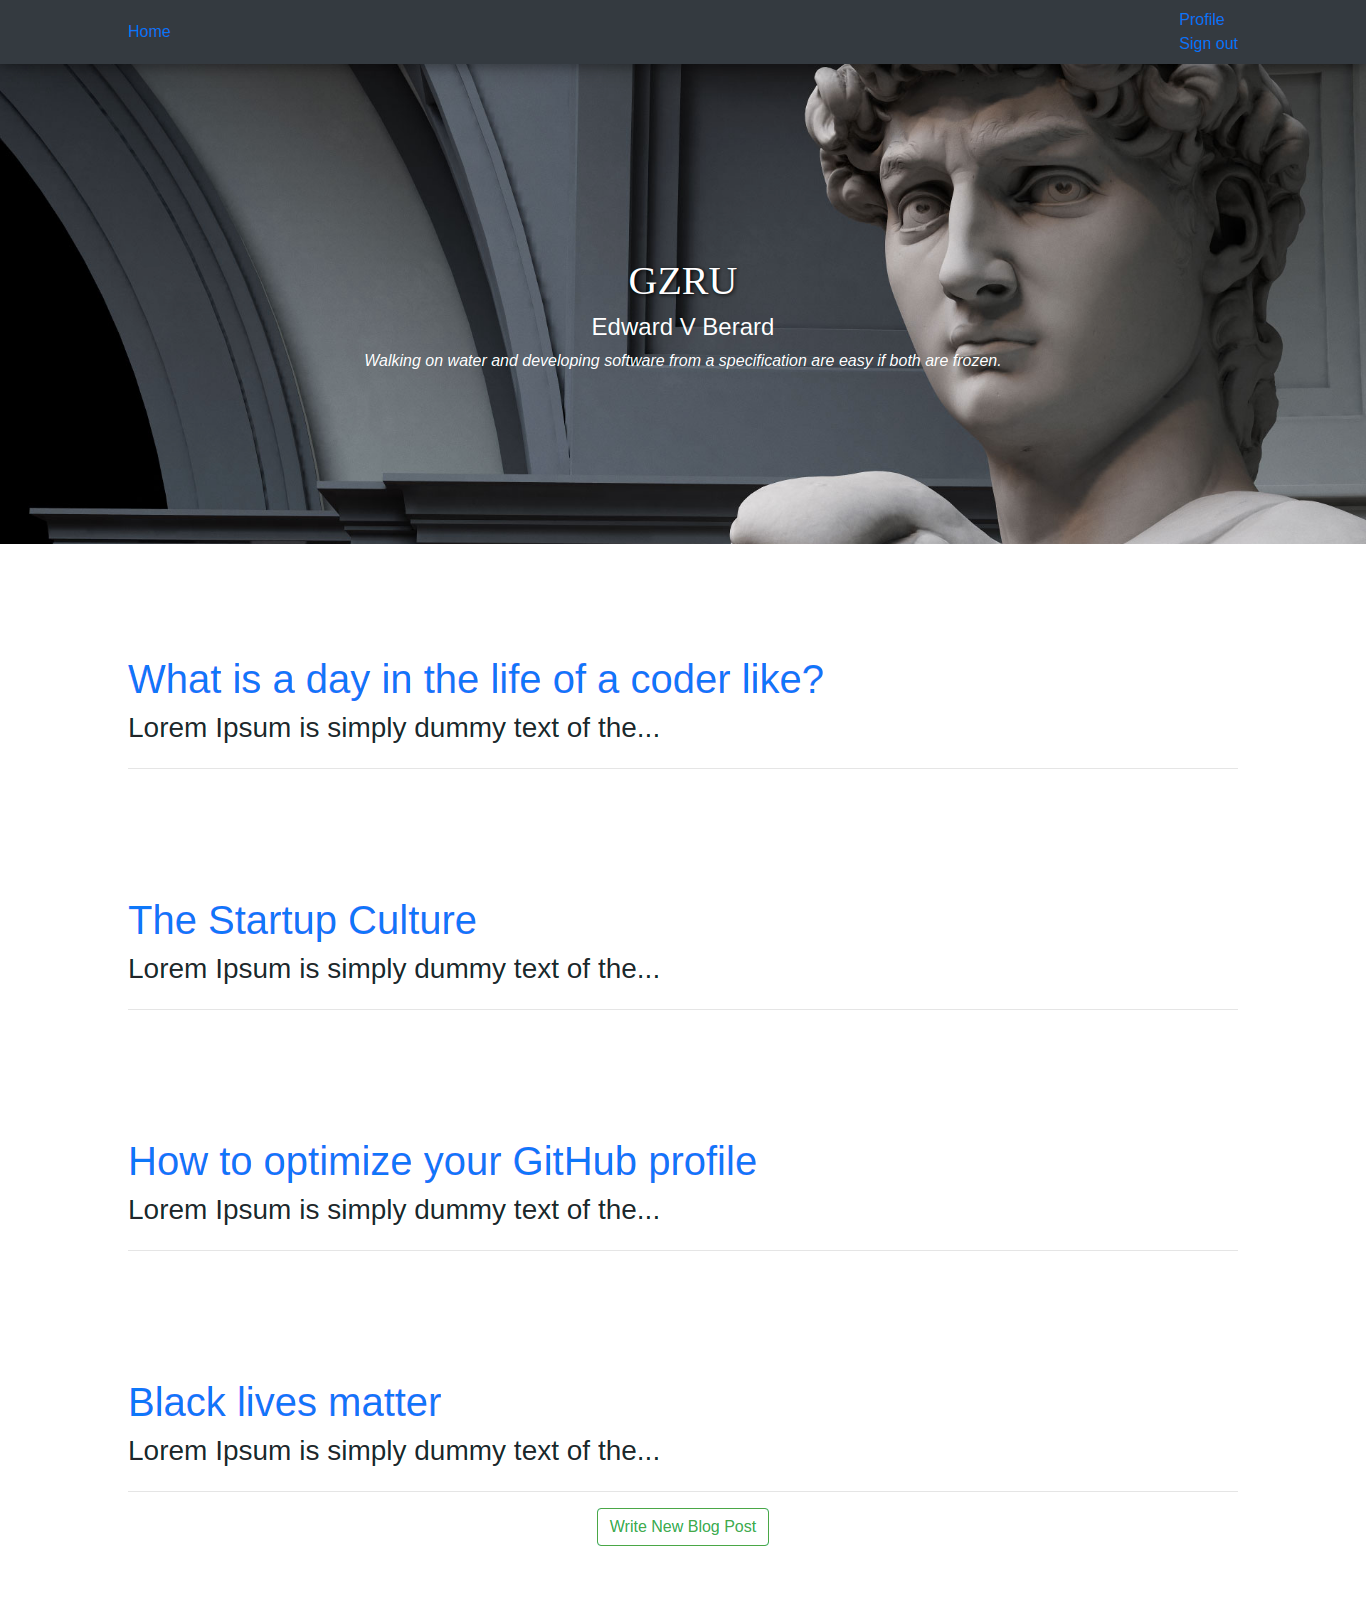 Home
Profile
Sign out
GZRU
Edward V Berard
Walking on water and developing software from a specification are easy if both are frozen.
What is a day in the life of a coder like?
Lorem Ipsum is simply dummy text of the...
The Startup Culture
Lorem Ipsum is simply dummy text of the...
How to optimize your GitHub profile
Lorem Ipsum is simply dummy text of the...
Black lives matter
Lorem Ipsum is simply dummy text of the...
Write New Blog Post